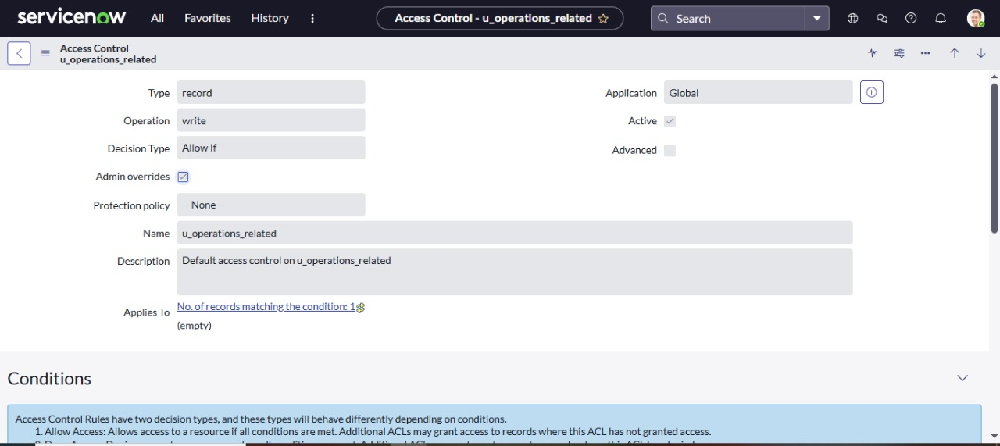 servicenow All Favorites History Access Control - u_operations_related Search
Access Control
u_operations_related
Type record Application Global
Operation write Active
Decision Type Allow If Advanced
Admin overrides
Protection policy -- None --
Name u_operations_related
Description Default access control on u_operations_related
Applies To No. of records matching the condition: 1
(empty)
Conditions
Access Control Rules have two decision types, and these types will behave differently depending on conditions.
1. Allow Access: Allows access to a resource if all conditions are met. Additional ACLs may grant access to records where this ACL has not granted access.